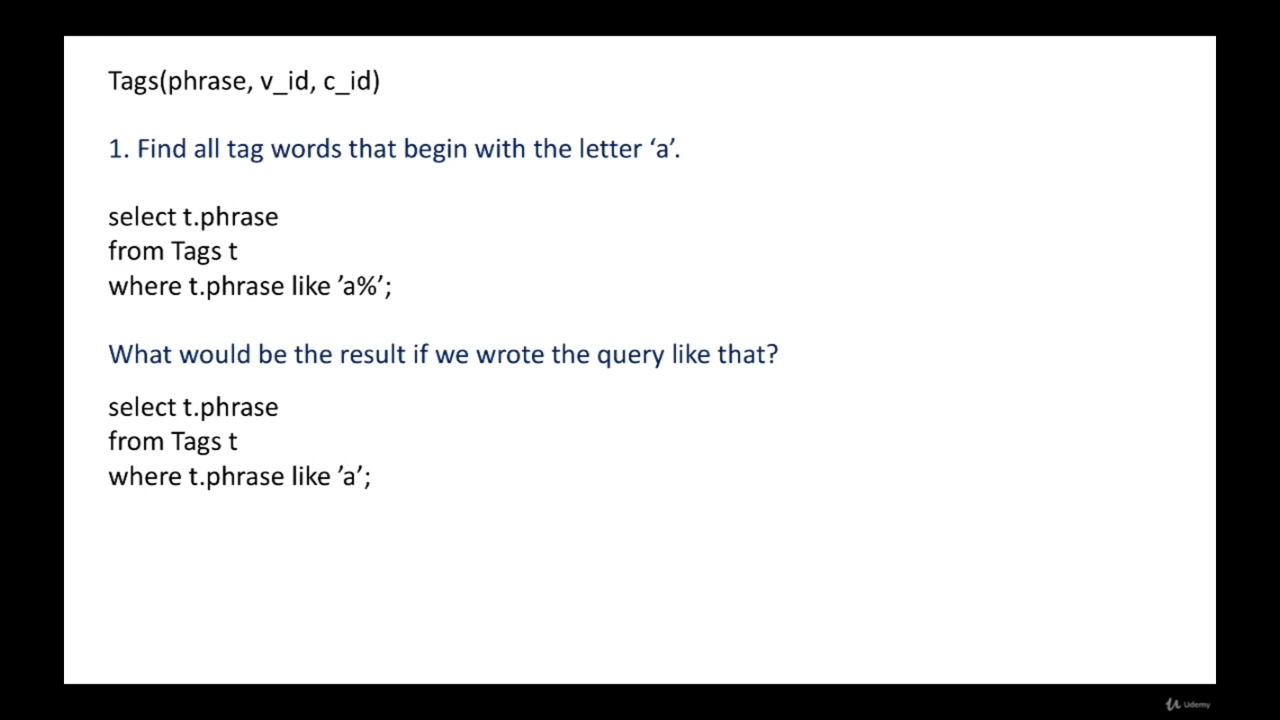 Tags(phrase, v_id, c_id)
1. Find all tag words that begin with the letter ‘a’.
select t.phrase
from Tags t
where t.phrase like ’a%’;
What would be the result if we wrote the query like that?
select t.phrase
from Tags t
where t.phrase like ’a’;
Udemy